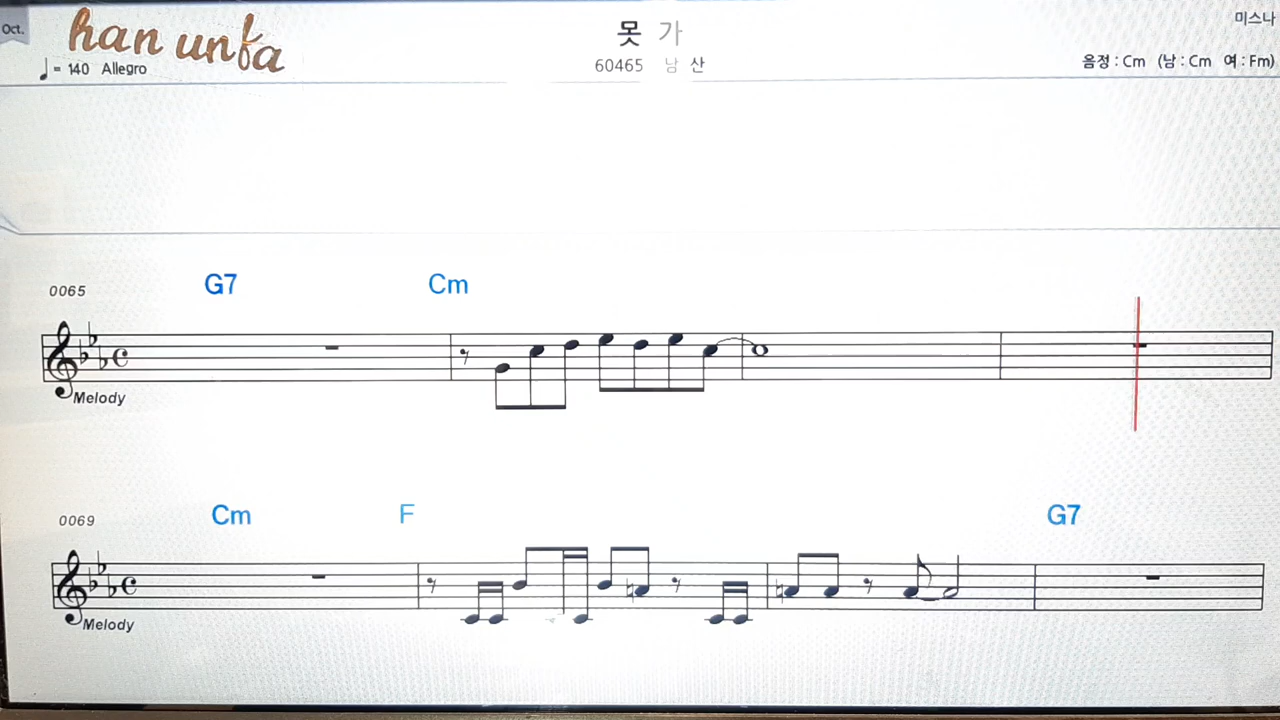 Oct.
han unfa
못 가
미스나
♩ = 140 Allegro
60465 남 산
음정 : Cm (남 : Cm 여 : Fm)
0065
G7 Cm
Melody
0069
Cm F G7
Melody